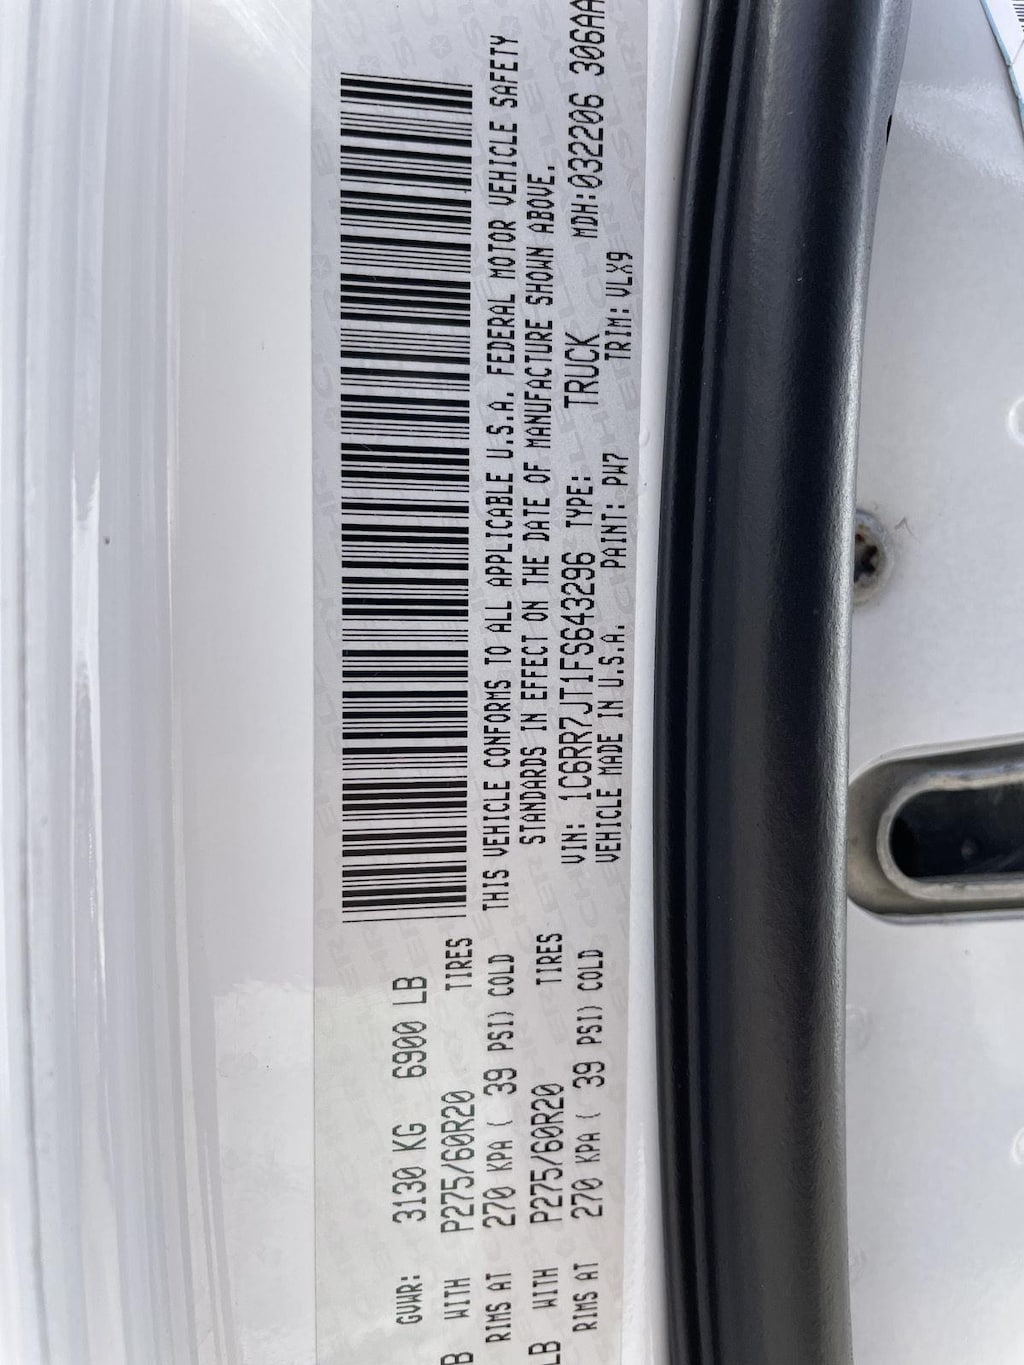 GVWR: 3130 KG 6900 LB
B WITH P275/60R20 TIRES
RIMS AT 270 KPA ( 39 PSI) COLD
LB WITH P275/60R20 TIRES
RIMS AT 270 KPA ( 39 PSI) COLD
THIS VEHICLE CONFORMS TO ALL APPLICABLE U.S.A. FEDERAL MOTOR VEHICLE SAFETY
STANDARDS IN EFFECT ON THE DATE OF MANUFACTURE SHOWN ABOVE.
VIN: 1C6RR7JT1FS643296 TYPE: TRUCK MDH:032206 306AA
VEHICLE MADE IN U.S.A. PAINT: PW7 TRIM: VLX9